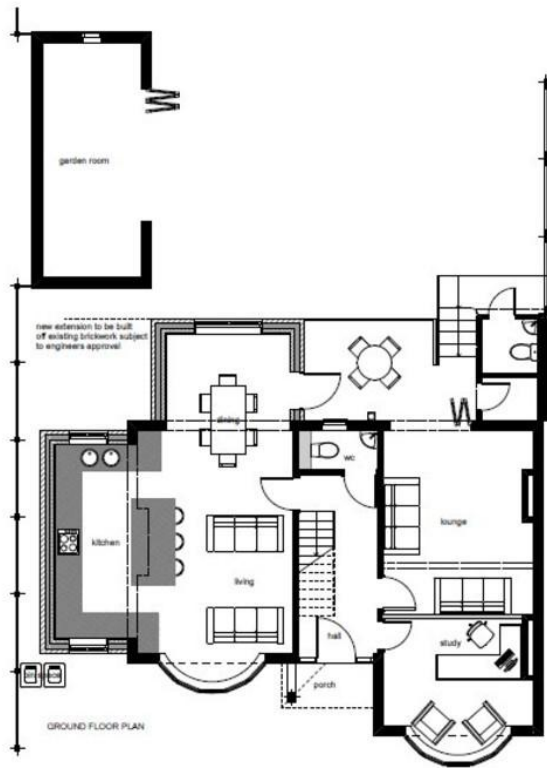 garden room
new extension to be built
off existing brickwork subject
to engineers approval
dining
wc
kitchen
lounge
living
hall
study
porch
GROUND FLOOR PLAN